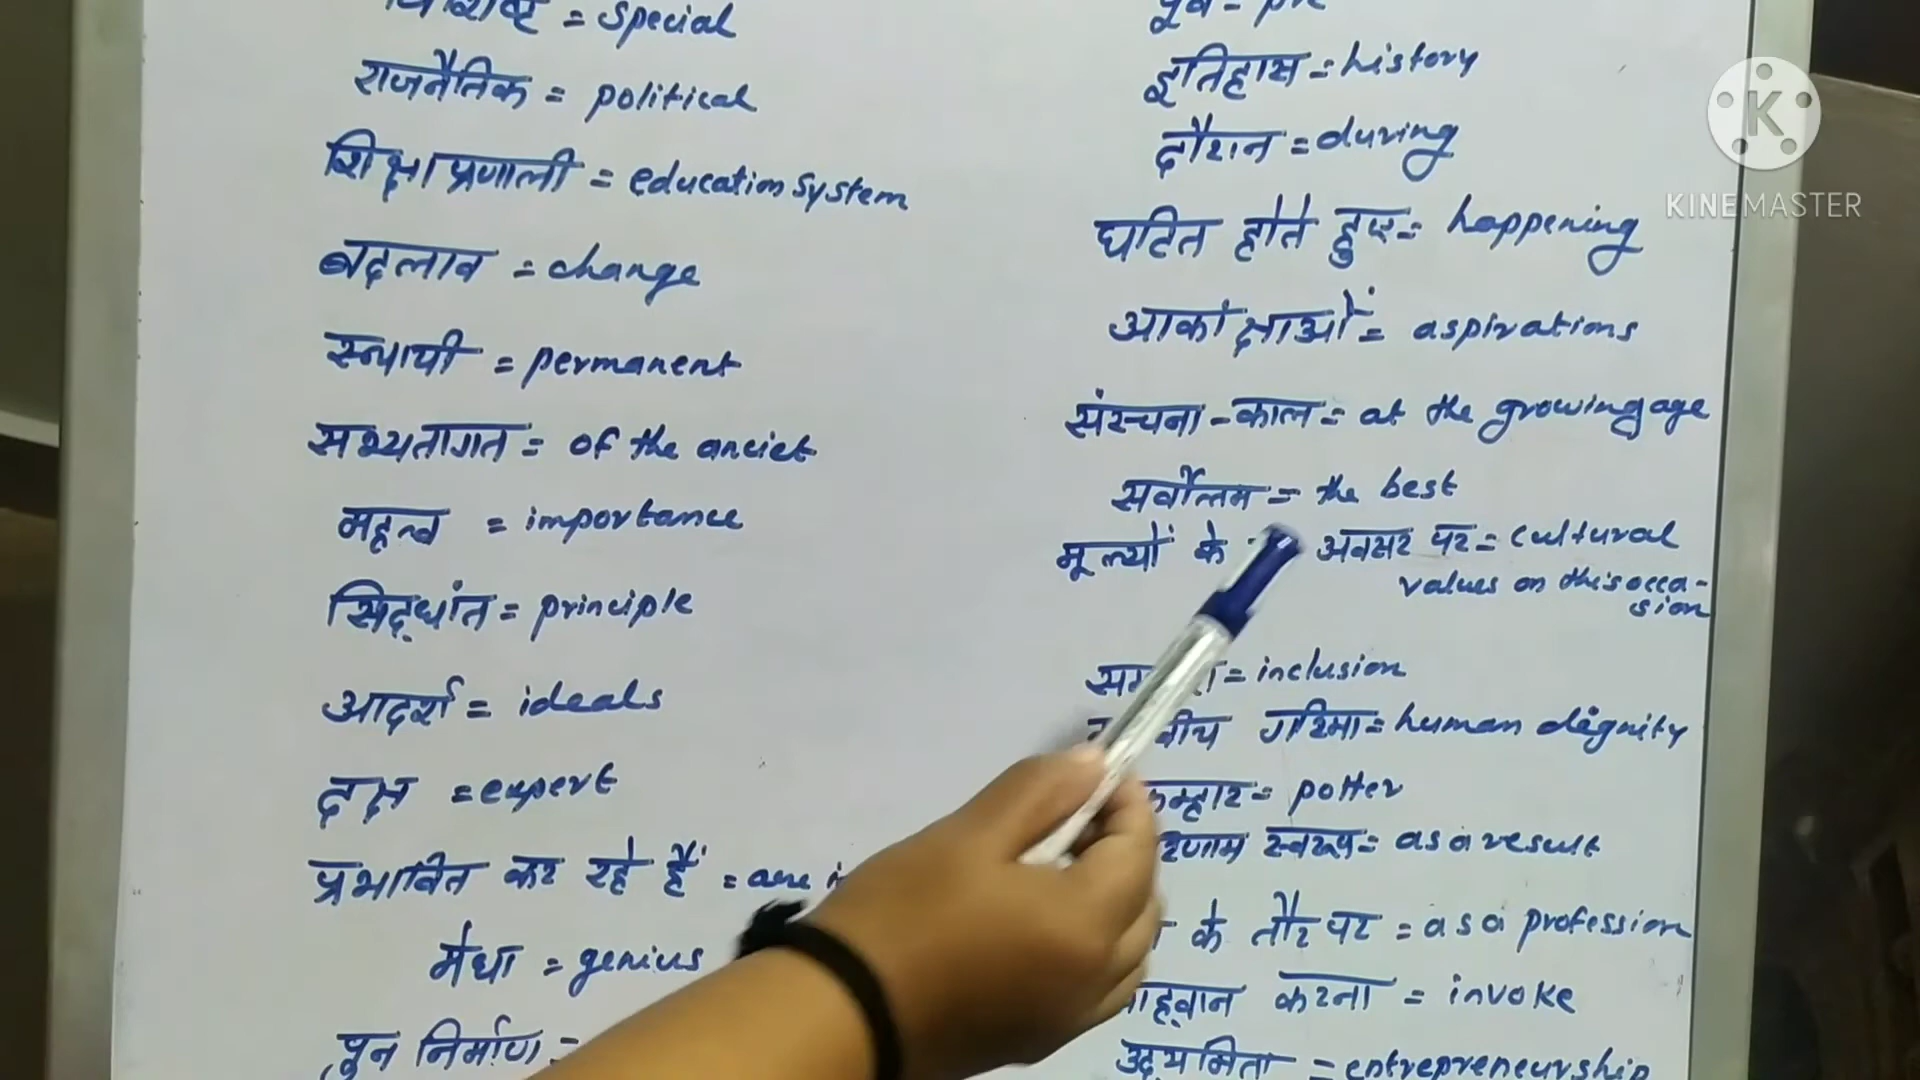 = special
राजनैतिक = political
शिक्षा प्रणाली = education system
बदलाव = change
स्थायी = permanent
सभ्यतागत = of the anciet
महत्व = importance
सिद्धांत = principle
आदर्श = ideals
दक्ष = expert
प्रभावित कर रहे हैं = are
मेधा = genius
पुन निर्माण =
इतिहास = history
दौरान = during
घटित होते हुए = happening
आकांक्षाओं = aspirations
संरचना - काल = at the growing age
सर्वोत्तम = the best
मूल्यों के अवसर पर = cultural
values on this occa-
sion
= inclusion
गरिमा = human dignity
= potter
स्वरूप = as a result
के तौर पर = as a profession
करना = invoke
उद्यमिता = entrepreneurship
K
KINEMASTER